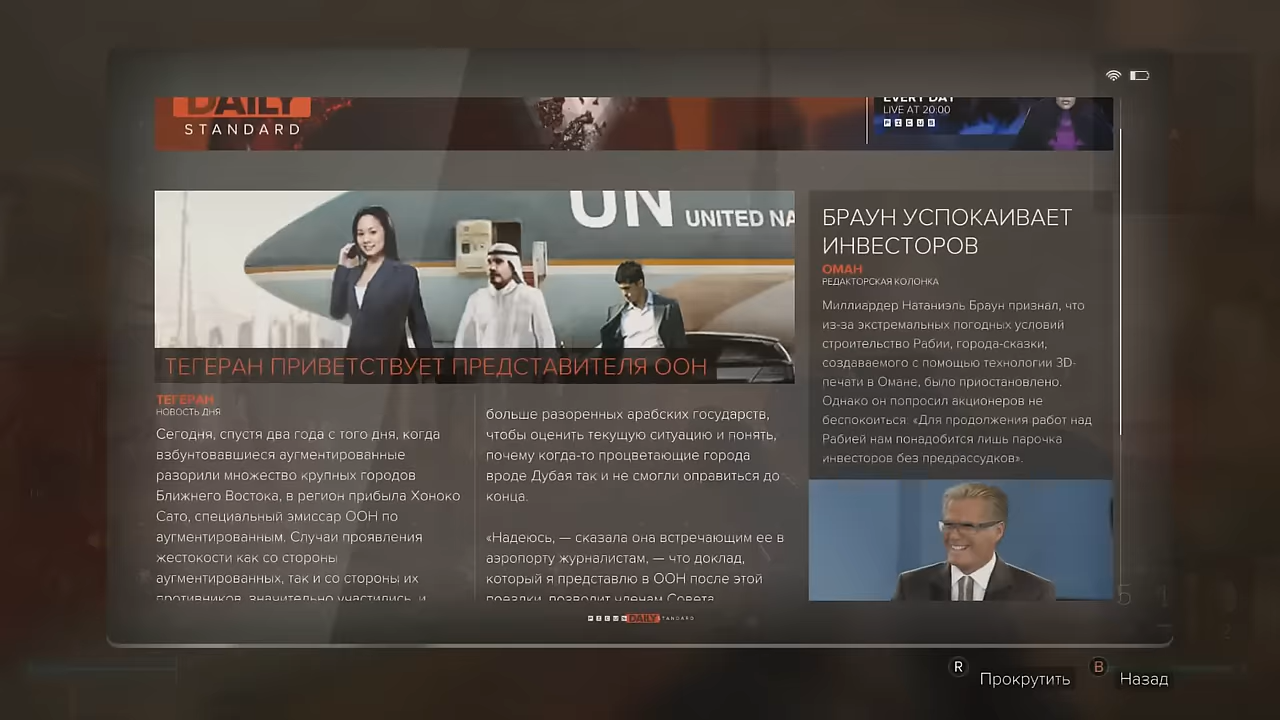 DAILY
STANDARD
EVERY DAY
LIVE AT 20:00
PICUS
UN UNITED NA
ТЕГЕРАН ПРИВЕТСТВУЕТ ПРЕДСТАВИТЕЛЯ ООН
ТЕГЕРАН
НОВОСТЬ ДНЯ
Сегодня, спустя два года с того дня, когда
взбунтовавшиеся аугментированные
разорили множество крупных городов
Ближнего Востока, в регион прибыла Хоноко
Сато, специальный эмиссар ООН по
аугментированным. Случаи проявления
жестокости как со стороны
аугментированных, так и со стороны их
противников, значительно участились, и
больше разоренных арабских государств,
чтобы оценить текущую ситуацию и понять,
почему когда-то процветающие города
вроде Дубая так и не смогли оправиться до
конца.
«Надеюсь, — сказала она встречающим ее в
аэропорту журналистам, — что доклад,
который я представлю в ООН после этой
поездки, позволит членам Совета
БРАУН УСПОКАИВАЕТ
ИНВЕСТОРОВ
ОМАН
РЕДАКТОРСКАЯ КОЛОНКА
Миллиардер Натаниэль Браун признал, что
из-за экстремальных погодных условий
строительство Рабии, города-сказки,
создаваемого с помощью технологии 3D-
печати в Омане, было приостановлено.
Однако он попросил акционеров не
беспокоиться: «Для продолжения работ над
Рабией нам понадобится лишь парочка
инвесторов без предрассудков».
PICUS DAILY STANDARD
R Прокрутить
B Назад